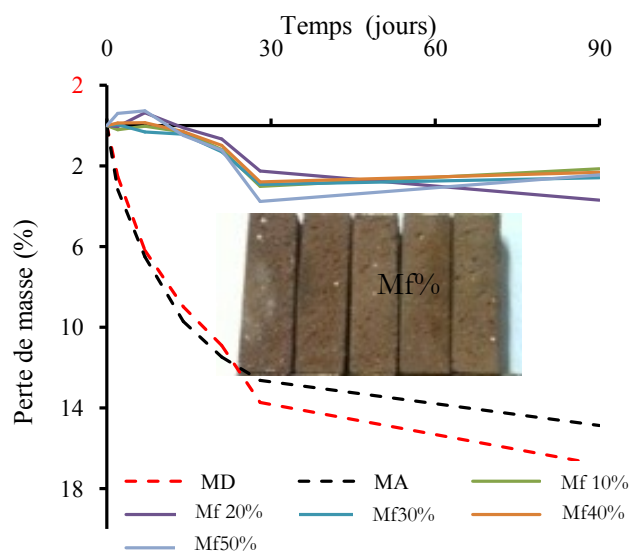 Temps (jours)
0 30 60 90
2
2
6
10
14
18
Perte de masse (%)
Mf%
MD MA Mf 10%
Mf 20% Mf30% Mf40%
Mf50%